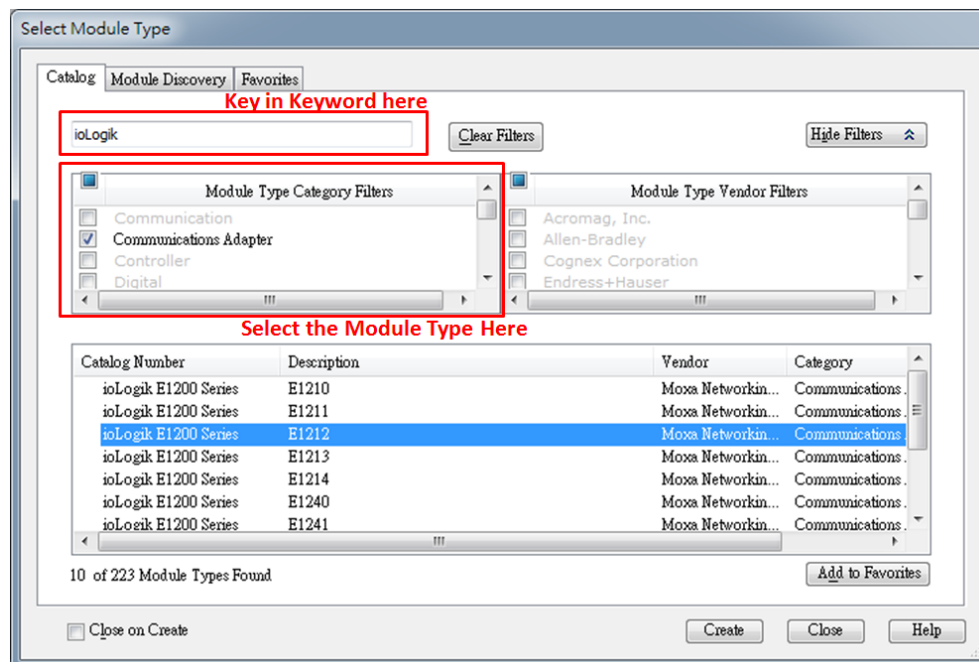 Select Module Type
Catalog Module Discovery Favorites
Key in Keyword here
ioLogik Clear Filters Hide Filters
Module Type Category Filters Module Type Vendor Filters
Communication Acromag, Inc.
Communications Adapter Allen-Bradley
Controller Cognex Corporation
Digital Endress+Hauser
Select the Module Type Here
Catalog Number Description Vendor Category
ioLogik E1200 Series E1210 Moxa Networkin... Communications .
ioLogik E1200 Series E1211 Moxa Networkin... Communications .
ioLogik E1200 Series E1212 Moxa Networkin... Communications .
ioLogik E1200 Series E1213 Moxa Networkin... Communications .
ioLogik E1200 Series E1214 Moxa Networkin... Communications .
ioLogik E1200 Series E1240 Moxa Networkin... Communications .
ioLogik E1200 Series E1241 Moxa Networkin... Communications .
10 of 223 Module Types Found Add to Favorites
Close on Create Create Close Help